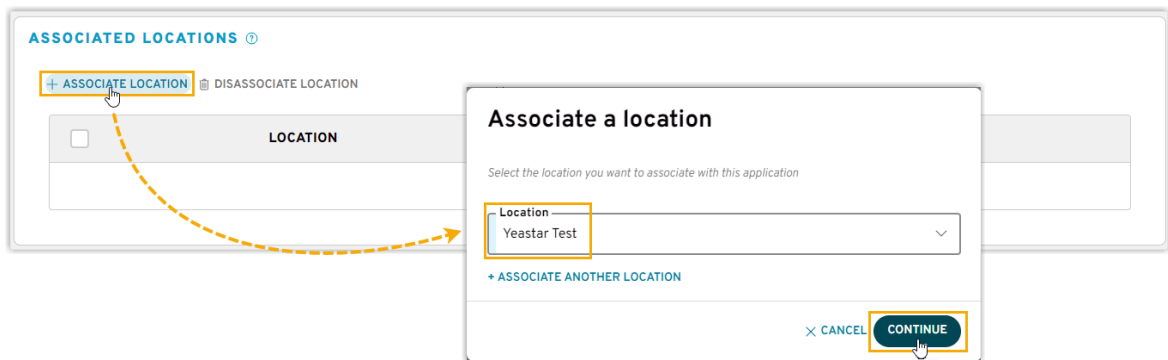 ASSOCIATED LOCATIONS ?
+ ASSOCIATE LOCATION DISASSOCIATE LOCATION
LOCATION
Associate a location
Select the location you want to associate with this application
Location
Yeastar Test
+ ASSOCIATE ANOTHER LOCATION
CANCEL CONTINUE